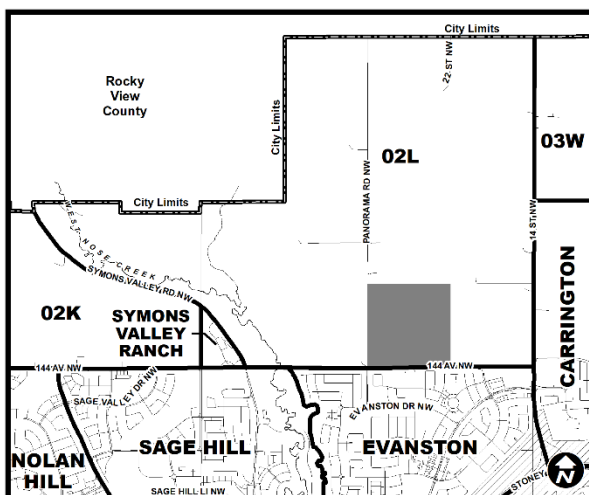 City Limits
22 ST NW
Rocky
View
County
City Limits
03W
02L
PANORAMA RD NW
City Limits
WEST NOSE CREEK
SYMONS VALLEY RD NW
14 ST NW
02K
SYMONS
VALLEY
RANCH
CARRINGTON
144 AV NW
144 AV NW
SAGE VALLEY DR NW
EVANSTON DR NW
SAGE HILL
EVANSTON
NOLAN
HILL
SAGE HILL LI NW
STONEY
N